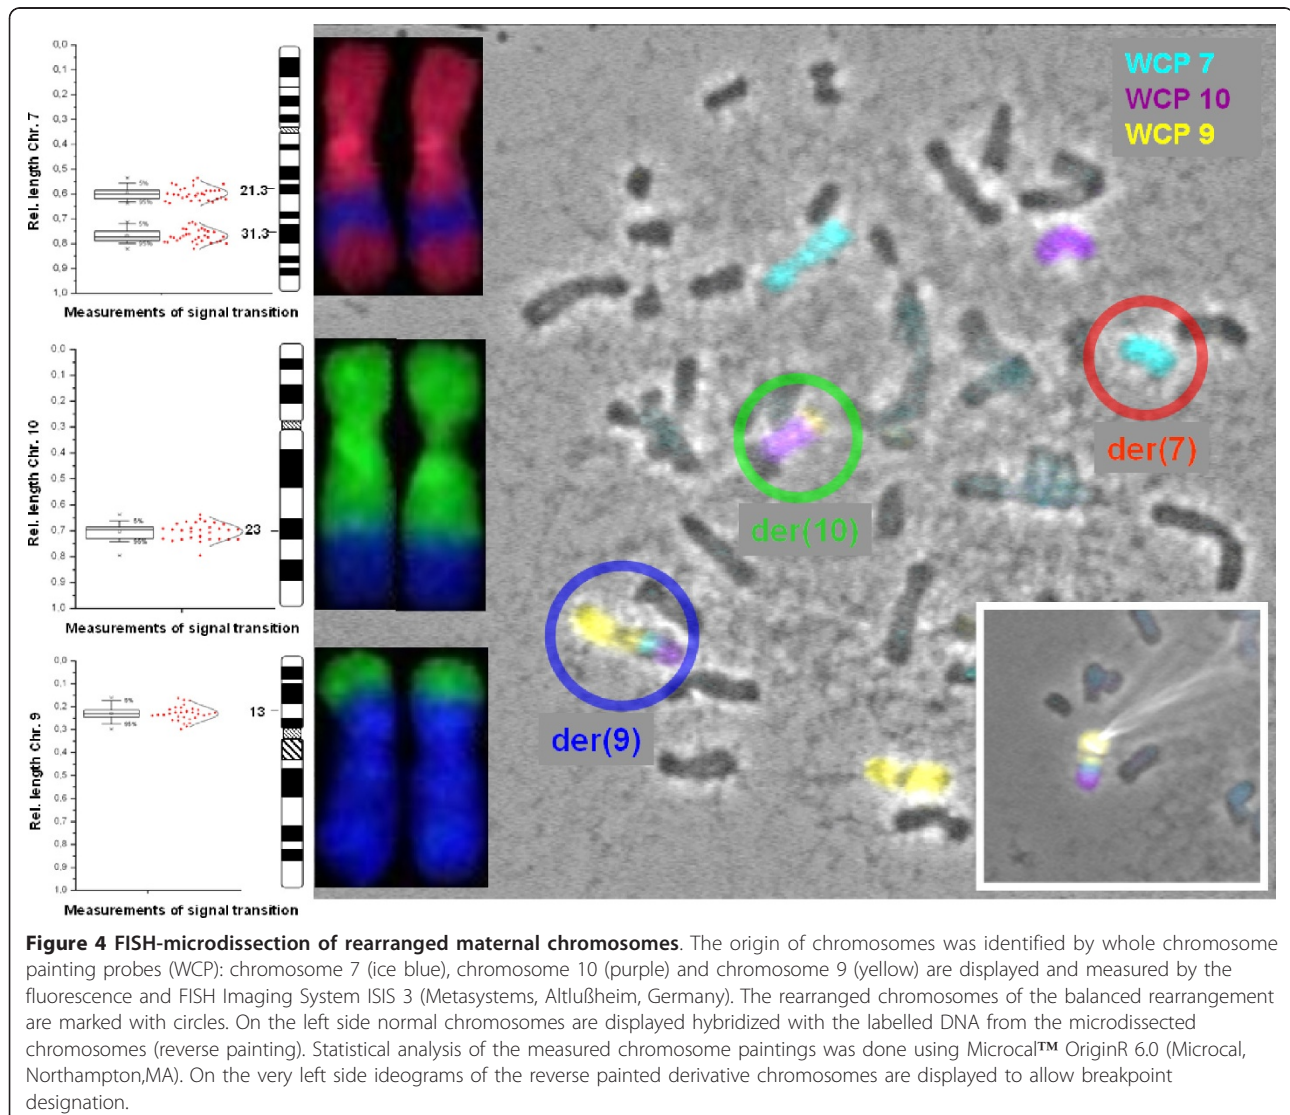 0,0
0,1
0,2
0,3
0,4
0,5
0,6
0,7
0,8
0,9
1,0
Rel. length Chr. 7
5%
95%
5%
95%
21.3
31.3
Measurements of signal transition
0.0
0.1
0.2
0.3
0.4
0.5
0.6
0.7
0.8
0.9
1.0
Rel. length Chr. 10
5%
95%
23
Measurements of signal transition
0,0
0,1
0,2
0,3
0,4
0,5
0,6
0,7
0,8
0,9
1,0
Rel. length Chr. 9
5%
95%
13
Measurements of signal transition
WCP 7
WCP 10
WCP 9
der(7)
der(10)
der(9)
Figure 4 FISH-microdissection of rearranged maternal chromosomes. The origin of chromosomes was identified by whole chromosome
painting probes (WCP): chromosome 7 (ice blue), chromosome 10 (purple) and chromosome 9 (yellow) are displayed and measured by the
fluorescence and FISH Imaging System ISIS 3 (Metasystems, Altlußheim, Germany). The rearranged chromosomes of the balanced rearrangement
are marked with circles. On the left side normal chromosomes are displayed hybridized with the labelled DNA from the microdissected
chromosomes (reverse painting). Statistical analysis of the measured chromosome paintings was done using Microcal™ OriginR 6.0 (Microcal,
Northampton,MA). On the very left side ideograms of the reverse painted derivative chromosomes are displayed to allow breakpoint
designation.